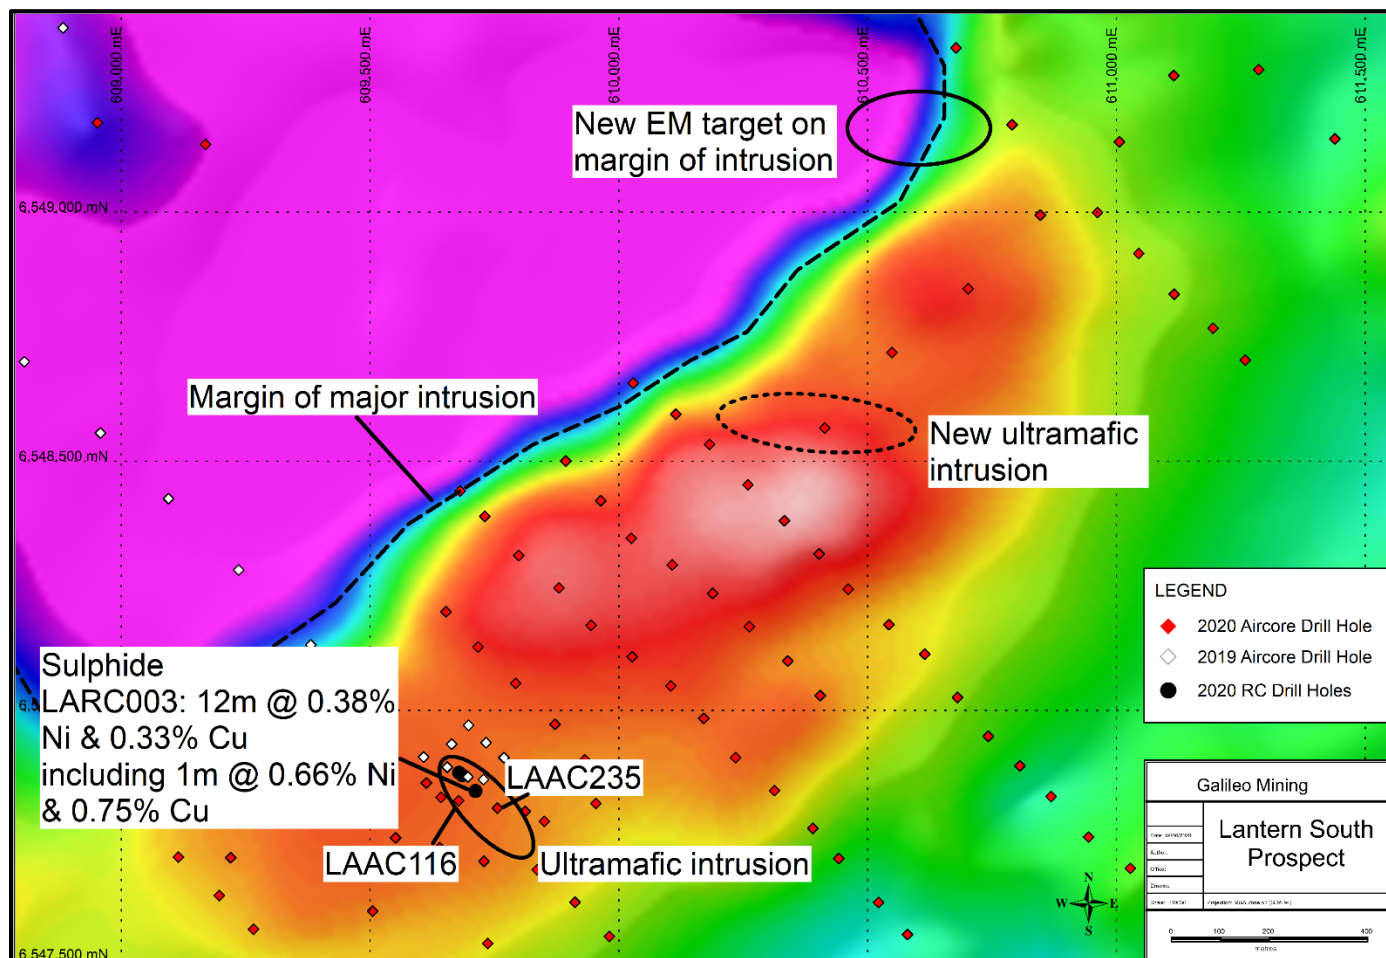 609,000 mE
609,500 mE
610,000 mE
610,500 mE
611,000 mE
611,500 mE
New EM target on
margin of intrusion
6,549,000 mN
Margin of major intrusion
New ultramafic
intrusion
6,548,500 mN
LEGEND
2020 Aircore Drill Hole
2019 Aircore Drill Hole
2020 RC Drill Holes
Sulphide
LARC003: 12m @ 0.38%
Ni & 0.33% Cu
including 1m @ 0.66% Ni
& 0.75% Cu
LAAC235
LAAC116
Ultramafic intrusion
6,547,500 mN
Galileo Mining
Lantern South
Prospect
Author:
Office:
N
W
E
S
0 100 200 400
metres